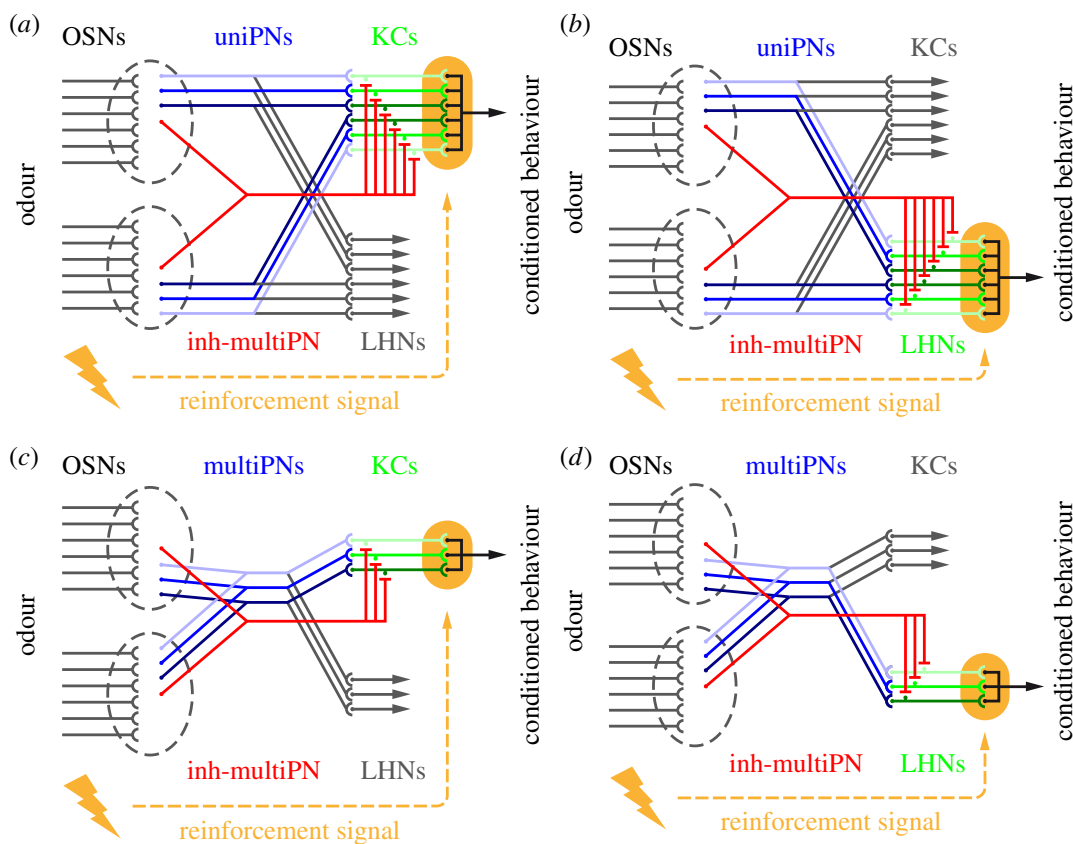 (a)
OSNs
uniPNs
KCs
odour
conditioned behaviour
inh-multiPN
LHNs
reinforcement signal
(b)
OSNs
uniPNs
KCs
odour
conditioned behaviour
inh-multiPN
LHNs
reinforcement signal
(c)
OSNs
multiPNs
KCs
odour
conditioned behaviour
inh-multiPN
LHNs
reinforcement signal
(d)
OSNs
multiPNs
KCs
odour
conditioned behaviour
inh-multiPN
LHNs
reinforcement signal